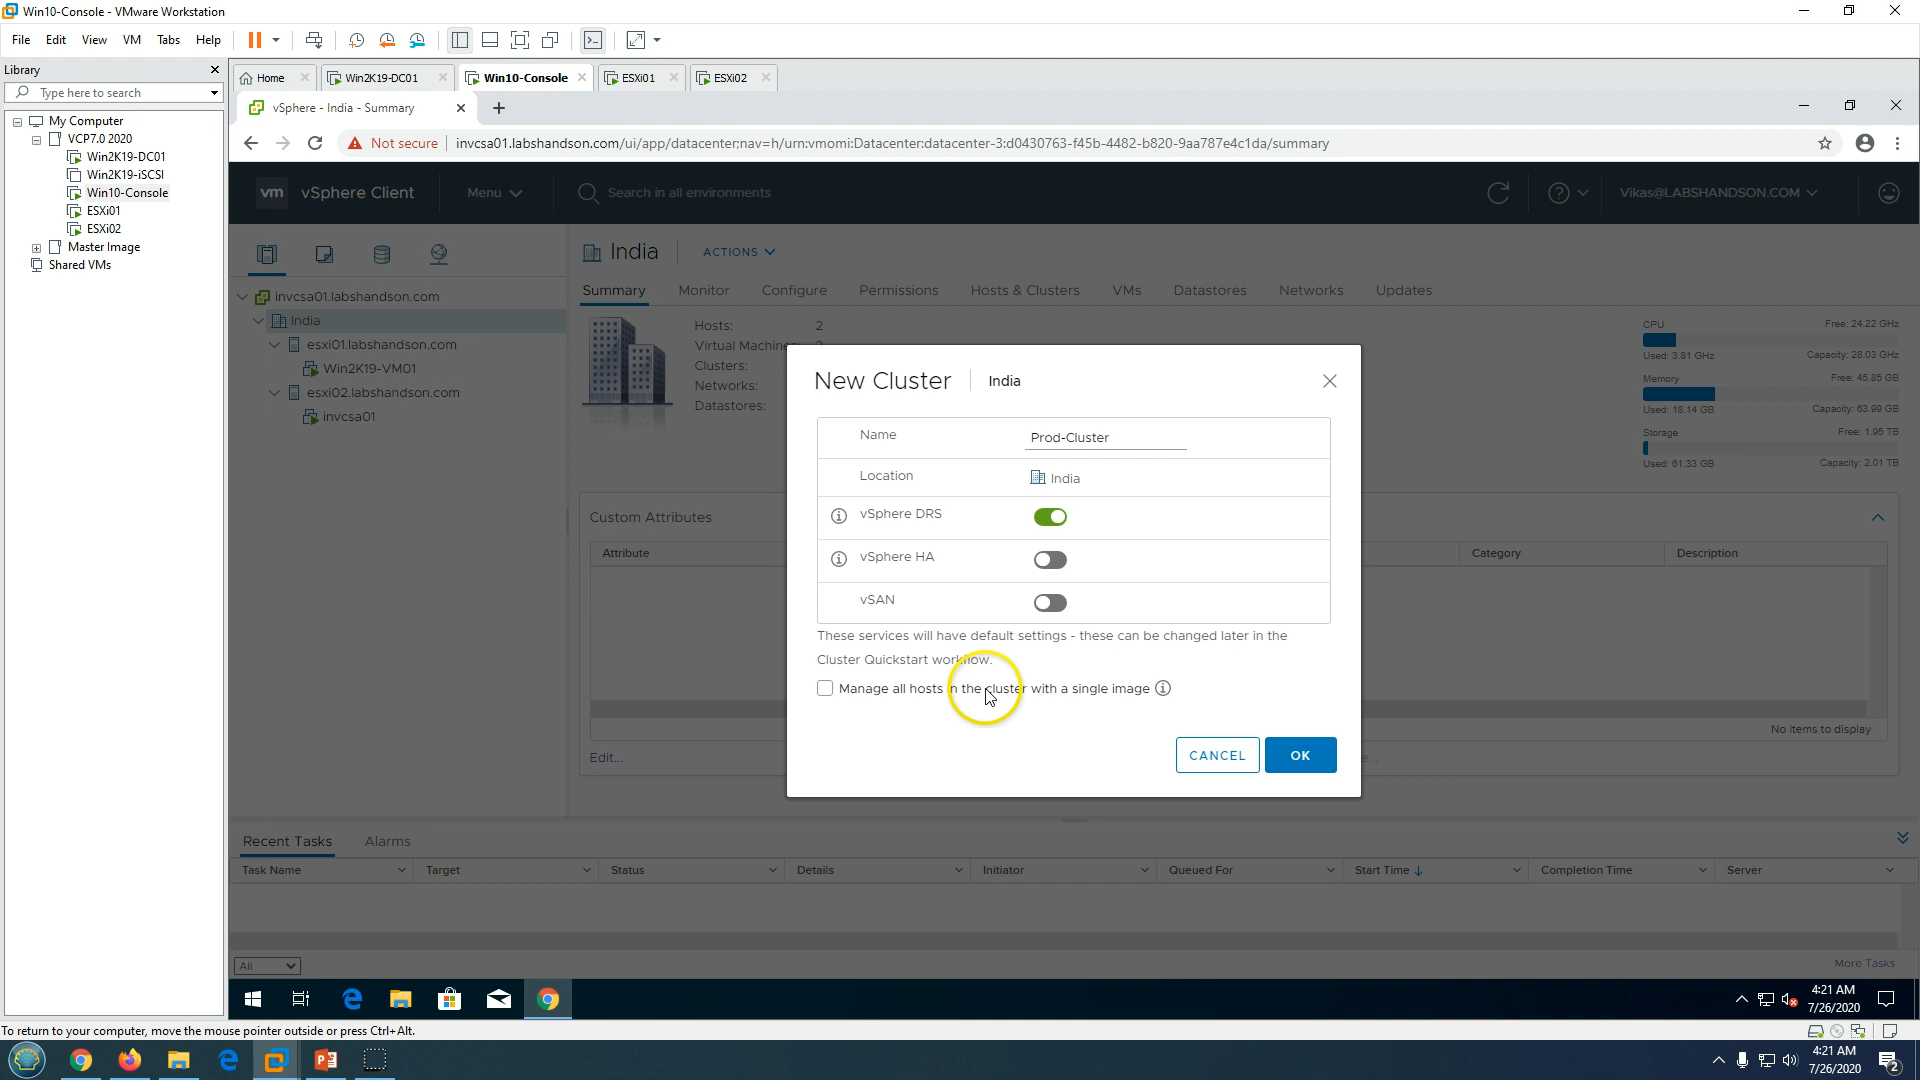 Win10-Console - VMware Workstation
File Edit View VM Tabs Help
Library
Type here to search
My Computer
VCP7.0 2020
Win2K19-DC01
Win2K19-iSCSI
Win10-Console
ESXi01
ESXi02
Master Image
Shared VMs
Home Win2K19-DC01 Win10-Console ESXi01 ESXi02
vSphere - India - Summary
Not secure invcsa01.labshandson.com/ui/app/datacenter;nav=h/urn:vmomi:Datacenter:datacenter-3:d0430763-f45b-4482-b820-9aa787e4c1da/summary
vm vSphere Client Menu Search in all environments Vikas@LABSHANDSON.COM
invcsa01.labshandson.com
India
esxi01.labshandson.com
Win2K19-VM01
esxi02.labshandson.com
invcsa01
India ACTIONS
Summary Monitor Configure Permissions Hosts & Clusters VMs Datastores Networks Updates
Hosts: 2
Virtual Machine
Clusters:
Networks:
Datastores:
CPU Free: 24.22 GHz
Used: 3.81 GHz Capacity: 28.03 GHz
Memory Free: 45.85 GB
Used: 18.14 GB Capacity: 63.99 GB
Storage Free: 1.95 TB
Used: 61.33 GB Capacity: 2.01 TB
Custom Attributes
Attribute
Category Description
No items to display
Edit...
New Cluster India
Name Prod-Cluster
Location India
vSphere DRS
vSphere HA
vSAN
These services will have default settings - these can be changed later in the
Cluster Quickstart workflow.
Manage all hosts in the cluster with a single image
CANCEL OK
Recent Tasks Alarms
Task Name Target Status Details Initiator Queued For Start Time Completion Time Server
All
More Tasks
4:21 AM
7/26/2020
To return to your computer, move the mouse pointer outside or press Ctrl+Alt.
4:21 AM
7/26/2020
2